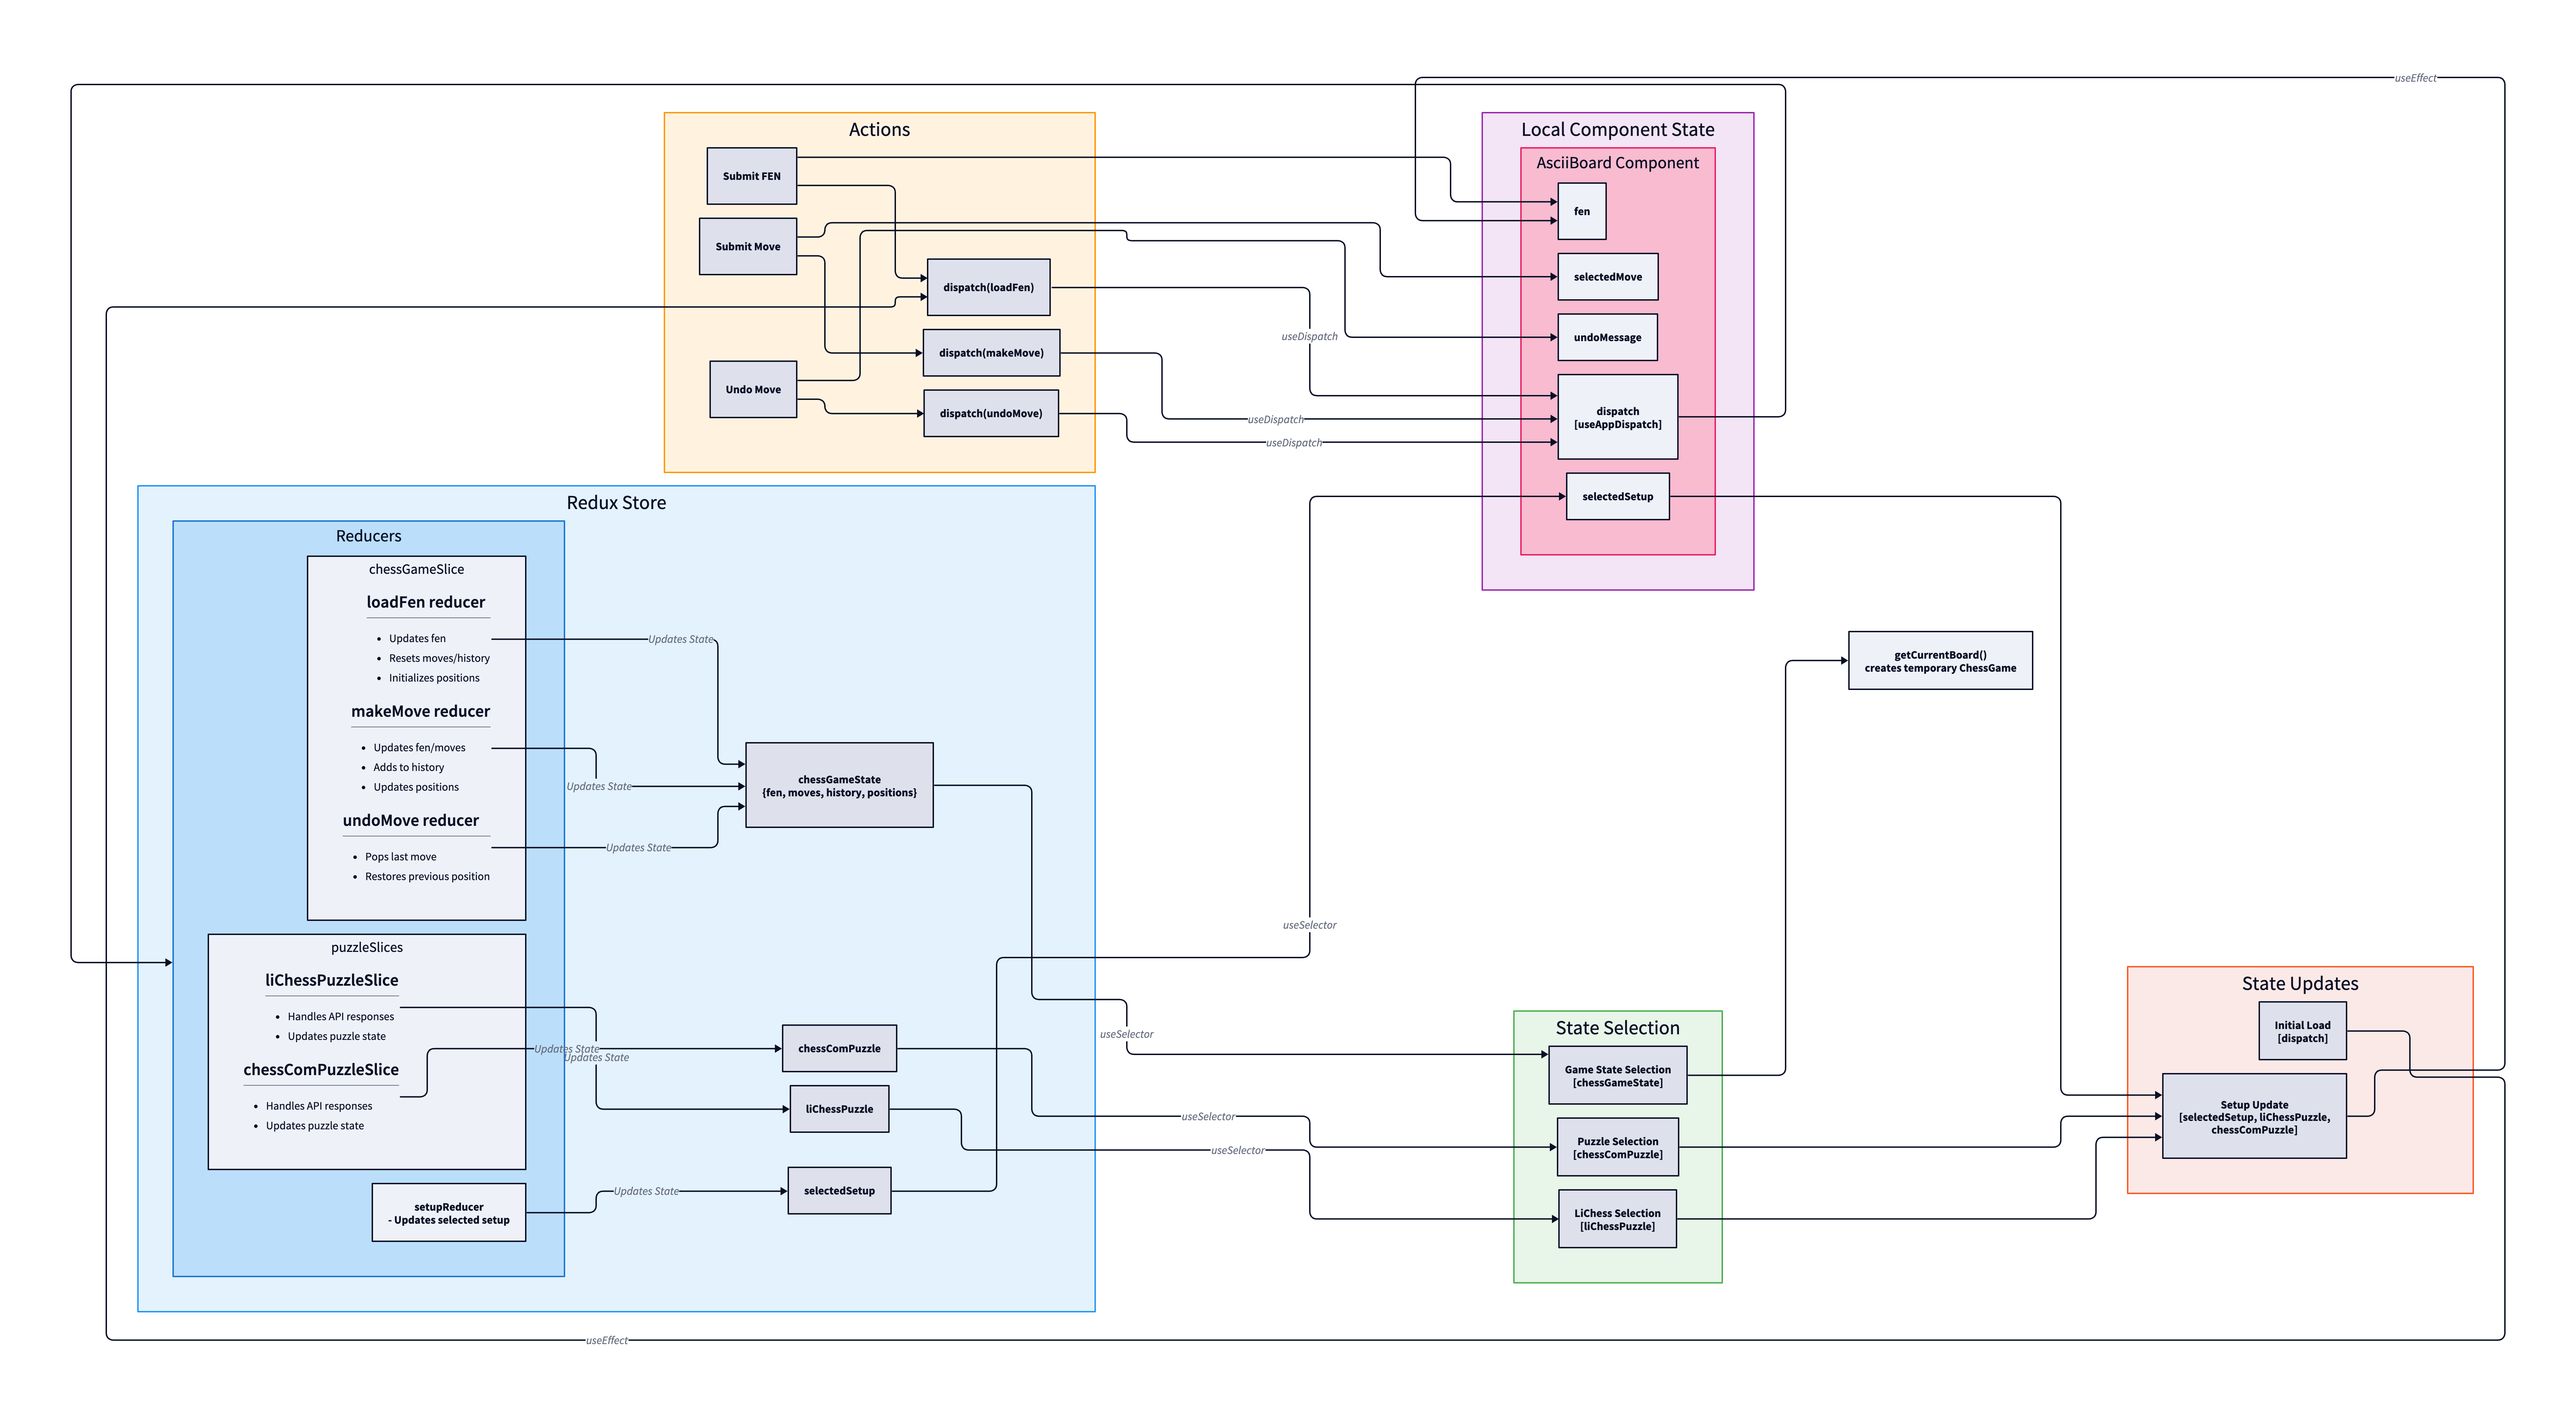 useEffect
Actions
Submit FEN
Submit Move
Undo Move
dispatch(loadFen)
dispatch(makeMove)
dispatch(undoMove)
useDispatch
useDispatch
useDispatch
Local Component State
AsciiBoard Component
fen
selectedMove
undoMessage
dispatch
[useAppDispatch]
selectedSetup
Redux Store
Reducers
chessGameSlice
loadFen reducer
• Updates fen
• Resets moves/history
• Initializes positions
makeMove reducer
• Updates fen/moves
• Adds to history
• Updates positions
undoMove reducer
• Pops last move
• Restores previous position
puzzleSlices
liChessPuzzleSlice
• Handles API responses
• Updates puzzle state
chessComPuzzleSlice
• Handles API responses
• Updates puzzle state
setupReducer
- Updates selected setup
Updates State
Updates State
Updates State
Updates State
Updates State
Updates State
chessGameState
{fen, moves, history, positions}
chessComPuzzle
liChessPuzzle
selectedSetup
useSelector
useSelector
useSelector
useSelector
getCurrentBoard()
creates temporary ChessGame
State Selection
Game State Selection
[chessGameState]
Puzzle Selection
[chessComPuzzle]
LiChess Selection
[liChessPuzzle]
State Updates
Initial Load
[dispatch]
Setup Update
[selectedSetup, liChessPuzzle,
chessComPuzzle]
useEffect